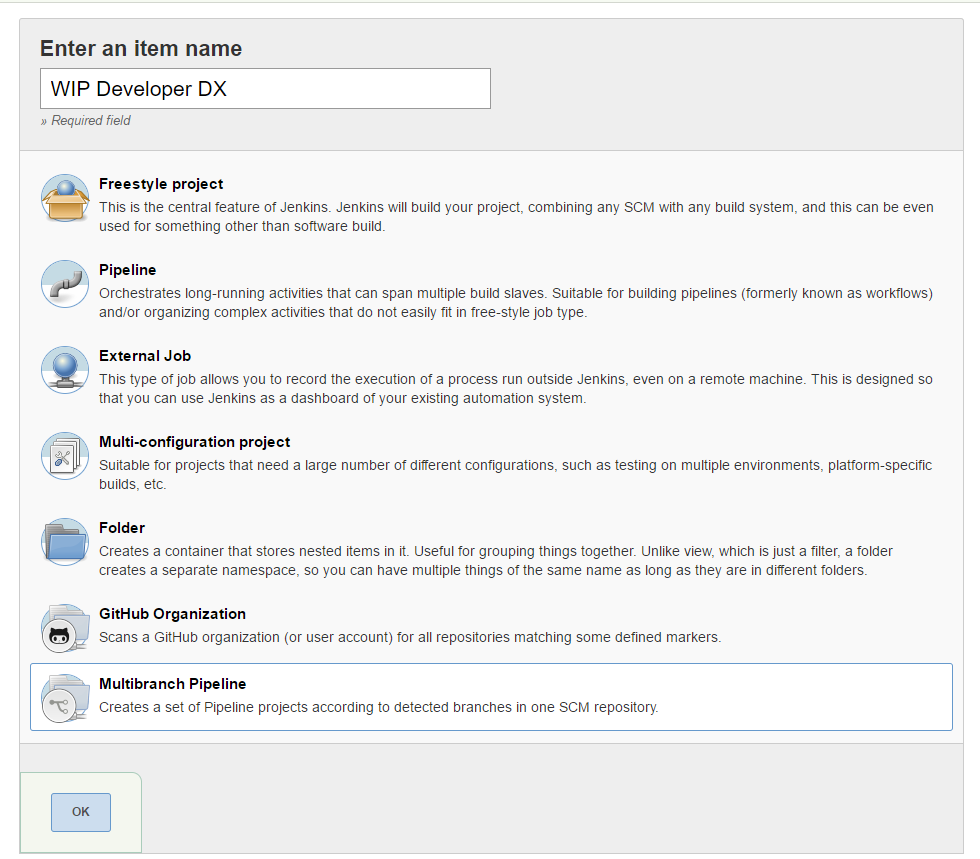 Enter an item name
WIP Developer DX
» Required field
Freestyle project
This is the central feature of Jenkins. Jenkins will build your project, combining any SCM with any build system, and this can be even
used for something other than software build.
Pipeline
Orchestrates long-running activities that can span multiple build slaves. Suitable for building pipelines (formerly known as workflows)
and/or organizing complex activities that do not easily fit in free-style job type.
External Job
This type of job allows you to record the execution of a process run outside Jenkins, even on a remote machine. This is designed so
that you can use Jenkins as a dashboard of your existing automation system.
Multi-configuration project
Suitable for projects that need a large number of different configurations, such as testing on multiple environments, platform-specific
builds, etc.
Folder
Creates a container that stores nested items in it. Useful for grouping things together. Unlike view, which is just a filter, a folder
creates a separate namespace, so you can have multiple things of the same name as long as they are in different folders.
GitHub Organization
Scans a GitHub organization (or user account) for all repositories matching some defined markers.
Multibranch Pipeline
Creates a set of Pipeline projects according to detected branches in one SCM repository.
OK